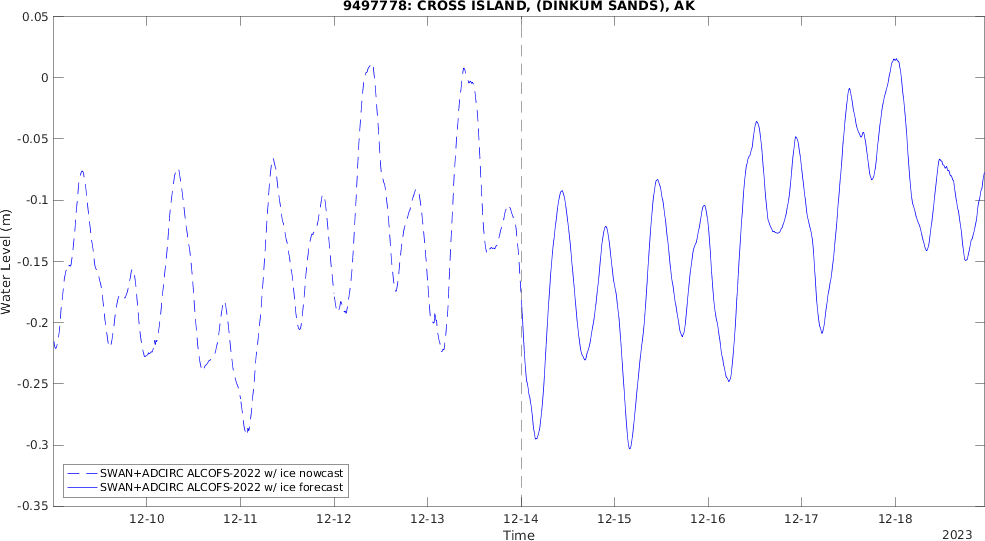 9497778: CROSS ISLAND, (DINKUM SANDS), AK
Water Level (m)
0.05
0
-0.05
-0.1
-0.15
-0.2
-0.25
-0.3
-0.35
SWAN+ADCIRC ALCOFS-2022 w/ ice nowcast
SWAN+ADCIRC ALCOFS-2022 w/ ice forecast
12-10 12-11 12-12 12-13 12-14 12-15 12-16 12-17 12-18
Time
2023